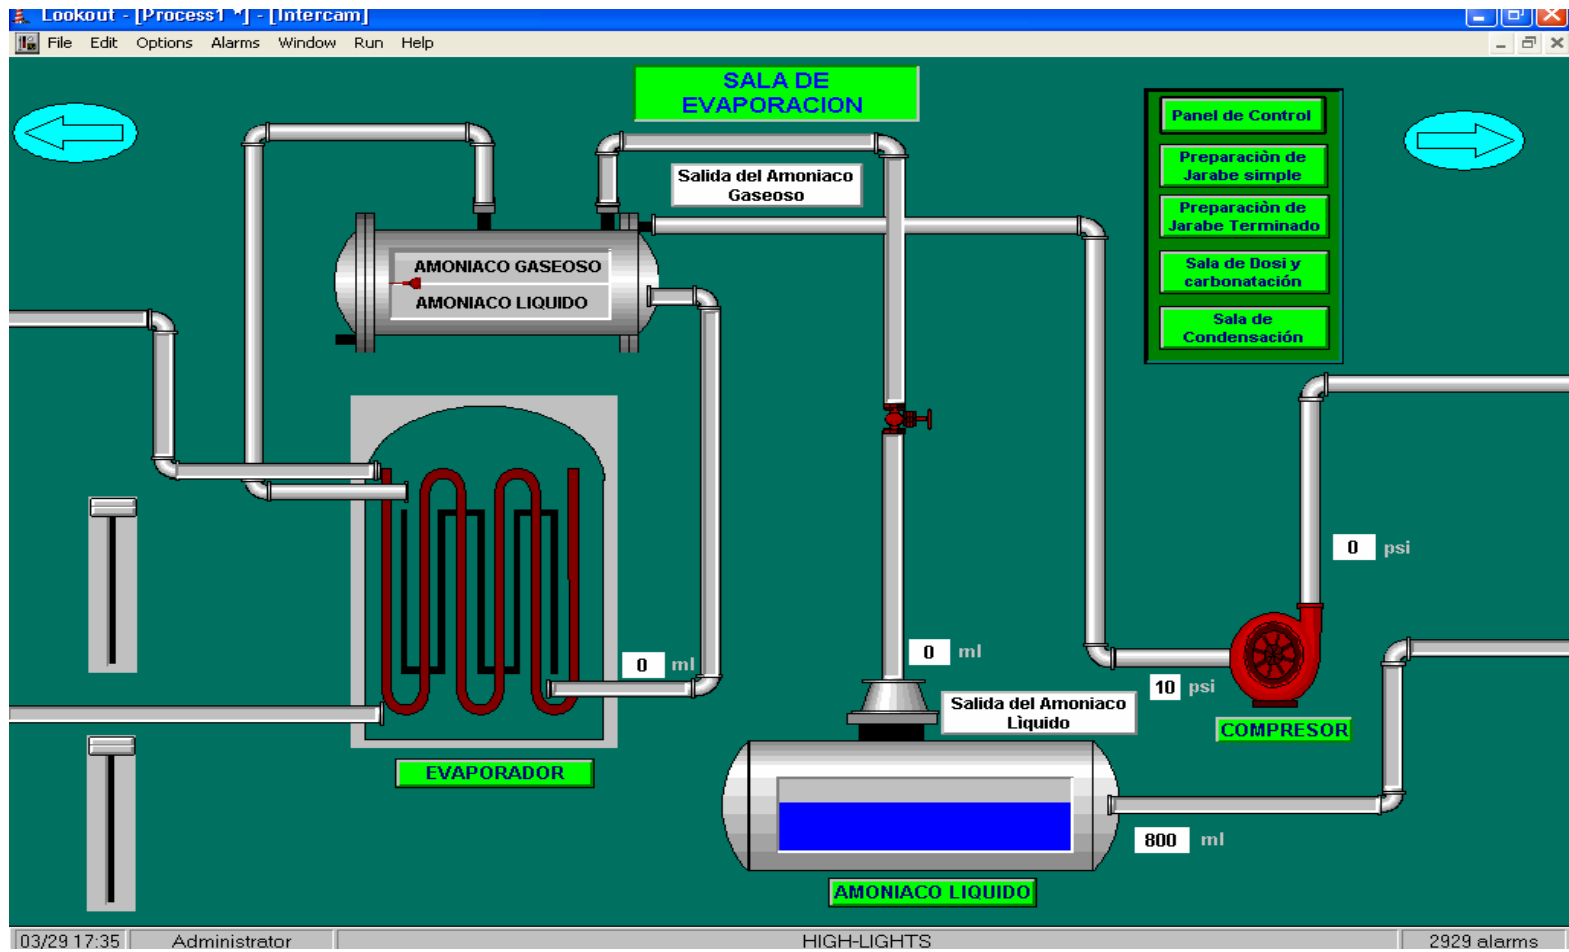 Lookout - [Process1 *] - [Intercam]
File Edit Options Alarms Window Run Help
SALA DE
EVAPORACION
Panel de Control
Preparaciòn de
Jarabe simple
Preparaciòn de
Jarabe Terminado
Sala de Dosi y
carbonatación
Sala de
Condensación
Salida del Amoniaco
Gaseoso
AMONIACO GASEOSO
AMONIACO LIQUIDO
0 psi
0 ml
0 ml
10 psi
Salida del Amoniaco
Lìquido
COMPRESOR
EVAPORADOR
800 ml
AMONIACO LIQUIDO
03/29 17:35 Administrator HIGH-LIGHTS 2929 alarms